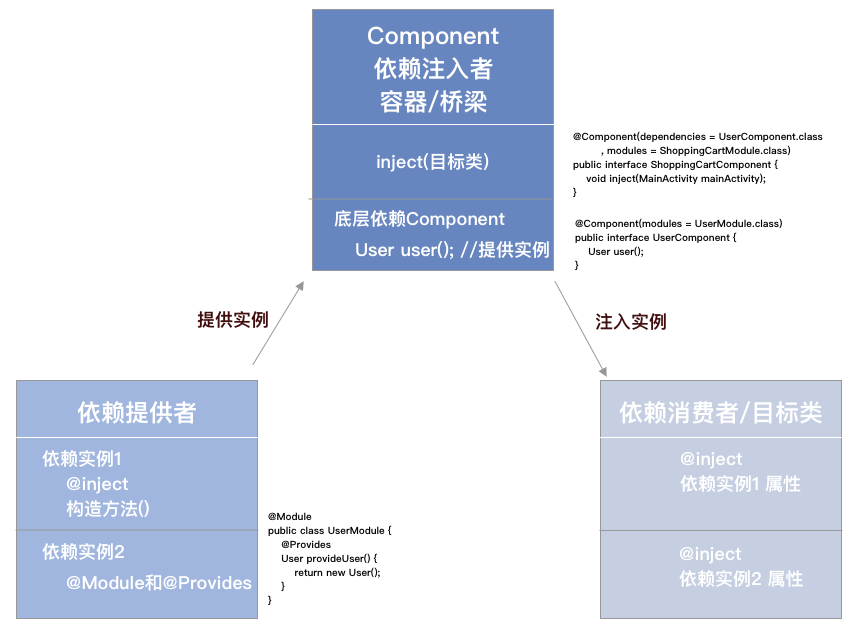 Component
依赖注入者
容器/桥梁
inject(目标类)
底层依赖Component
User user(); //提供实例
@Component(dependencies = UserComponent.class
, modules = ShoppingCartModule.class)
public interface ShoppingCartComponent {
void inject(MainActivity mainActivity);
}
@Component(modules = UserModule.class)
public interface UserComponent {
User user();
}
提供实例
注入实例
依赖提供者
依赖实例1
@inject
构造方法()
依赖实例2
@Module和@Provides
@Module
public class UserModule {
@Provides
User provideUser() {
return new User();
}
}
依赖消费者/目标类
@inject
依赖实例1 属性
@inject
依赖实例2 属性